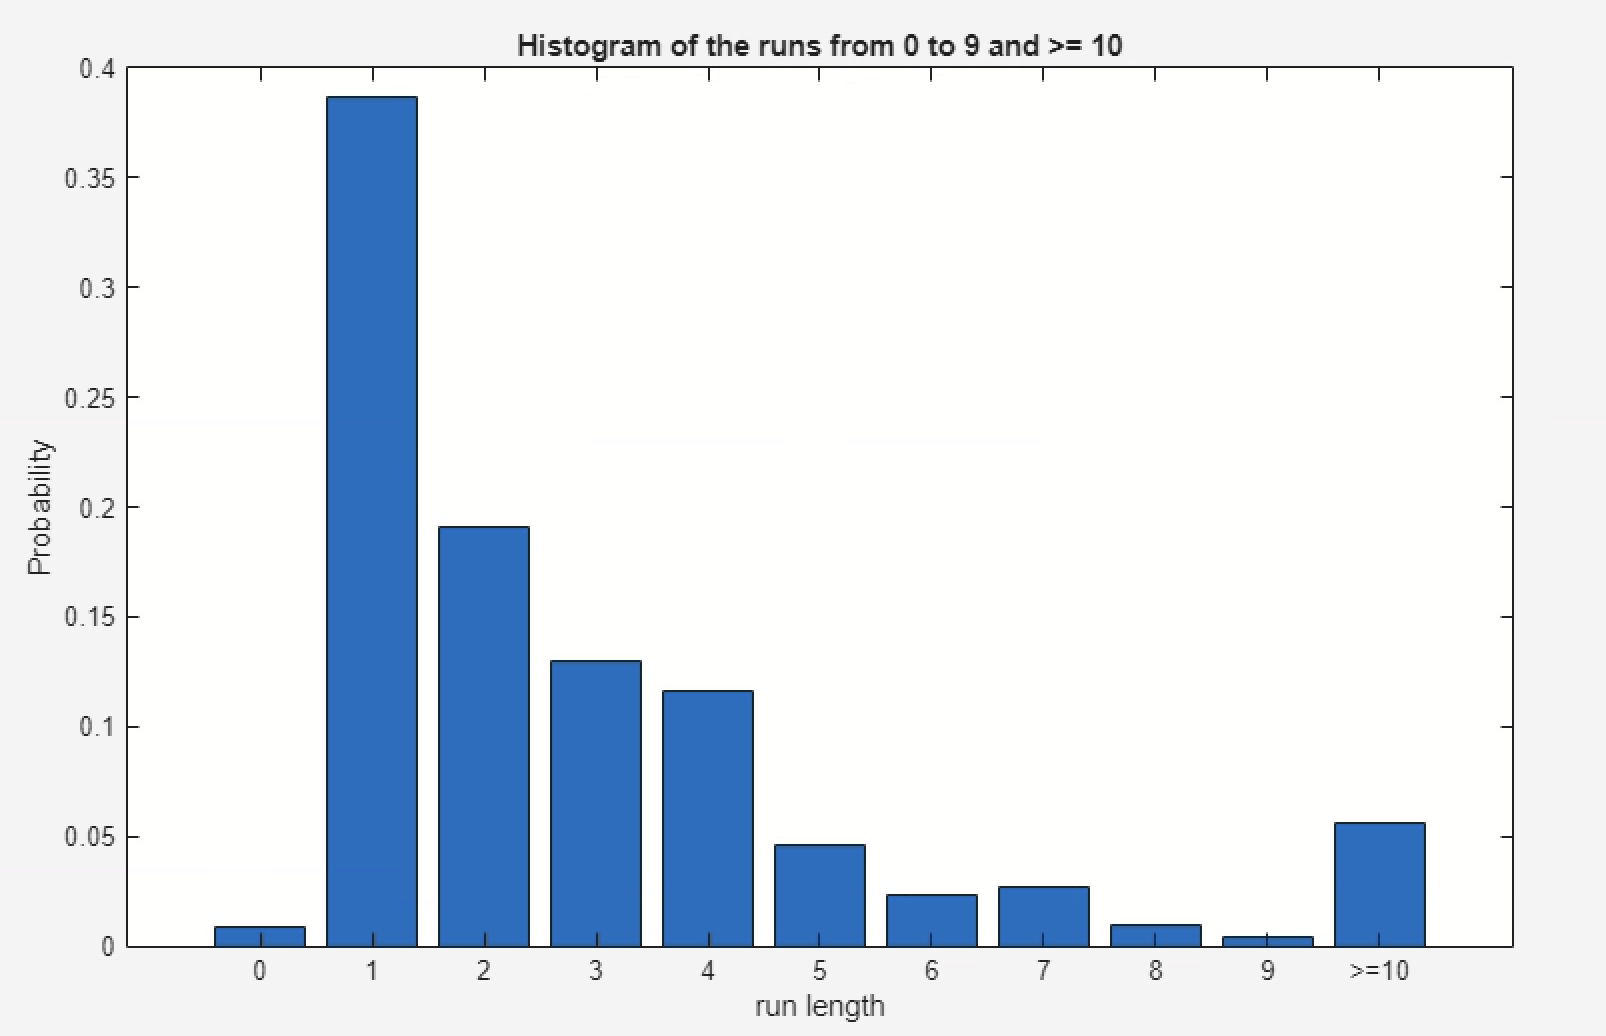 Histogram of the runs from 0 to 9 and >= 10
0.4
0.35
0.3
0.25
0.2
0.15
0.1
0.05
0
Probability
0 1 2 3 4 5 6 7 8 9 >=10
run length